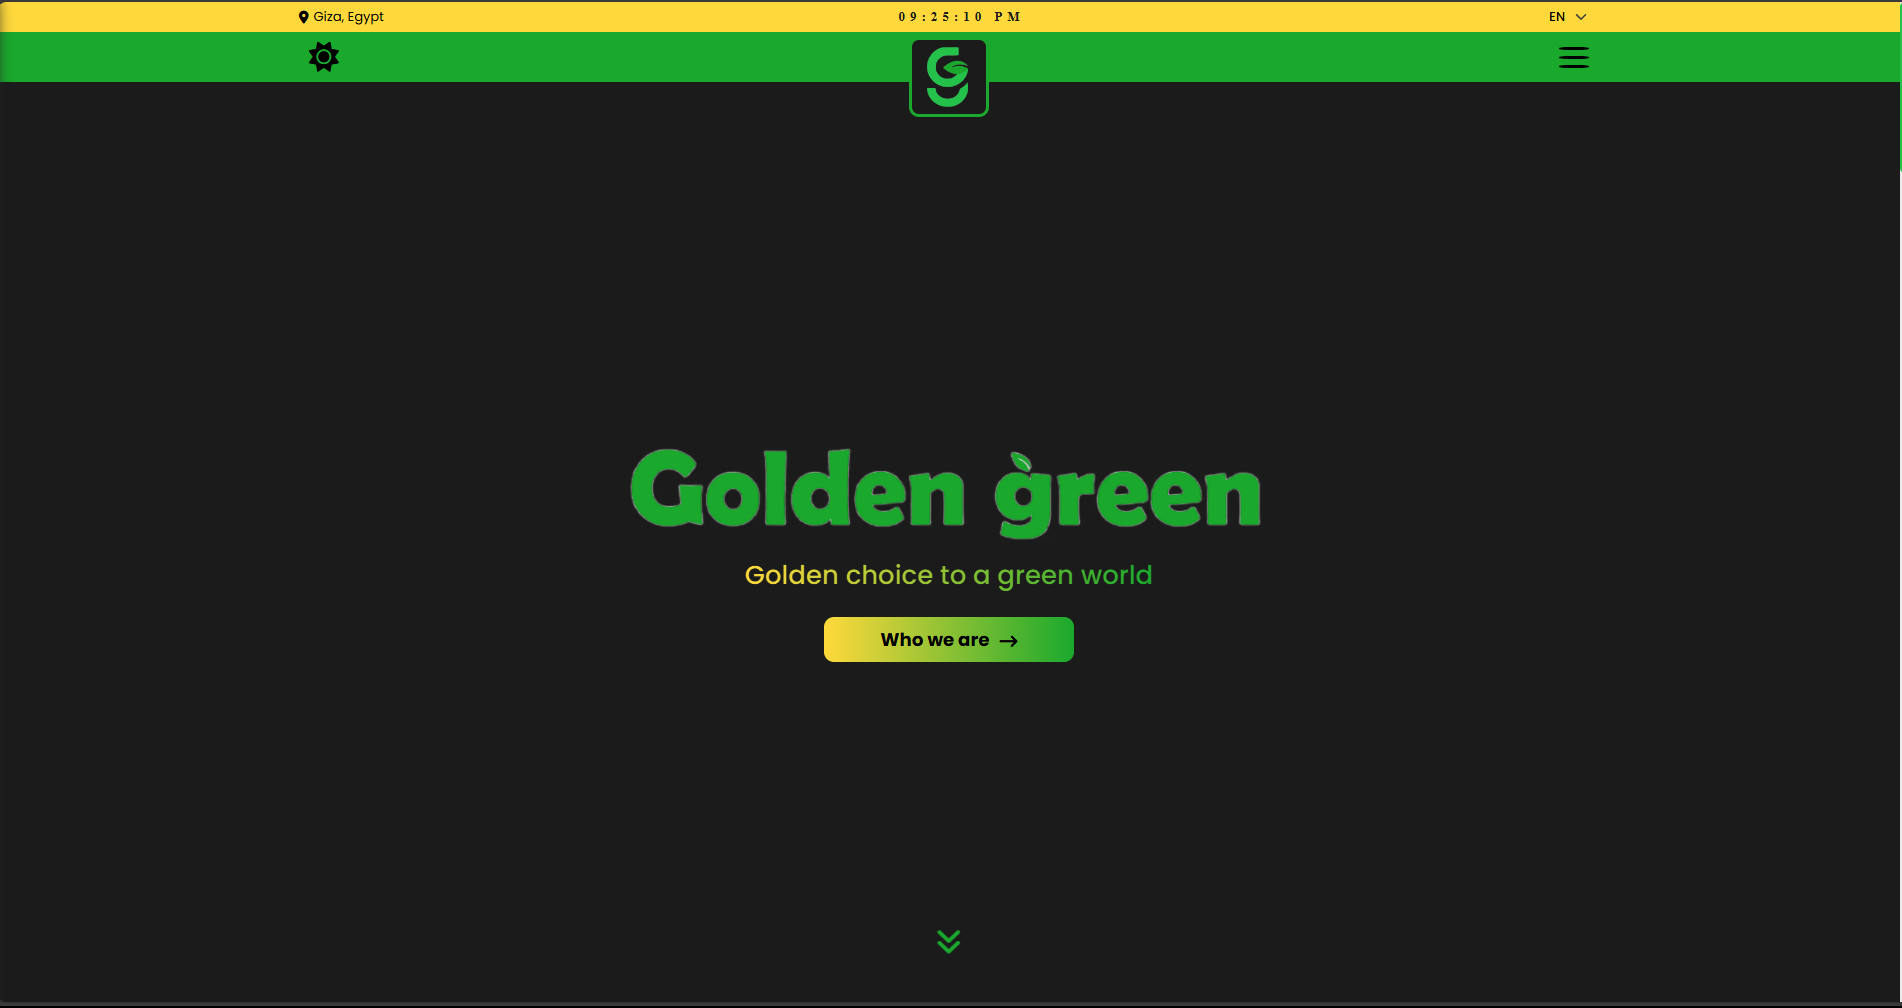 Giza, Egypt
09:25:10 PM
EN
Golden green
Golden choice to a green world
Who we are